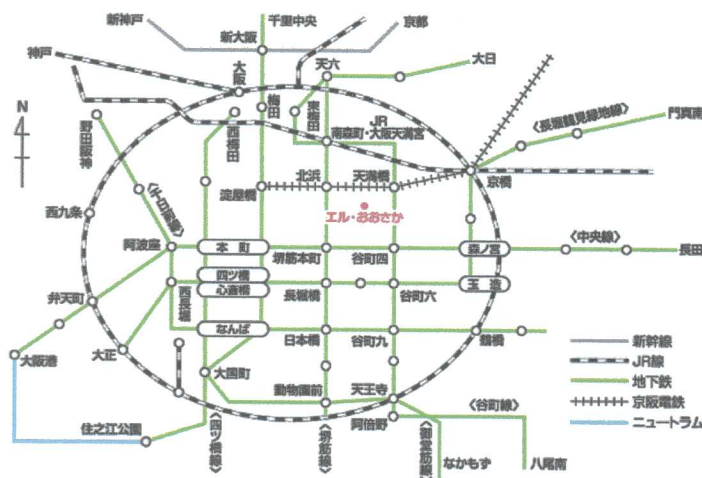 新神戸
千里中央
京都
新大阪
神戸
大阪
天六
大日
N
梅田
東梅田
JR
南森町・大阪天満宮
〈長堀鶴見緑地線〉
門真南
野田阪神
西梅田
北浜
天満橋
京橋
淀屋橋
エル・おおさか
西九条
〈千日前線〉
阿波座
本町
堺筋本町
谷町四
森ノ宮
〈中央線〉
長田
四ツ橋
心斎橋
弁天町
西長堀
長堀橋
谷町六
玉造
なんば
日本橋
谷町九
鶴橋
大阪港
大正
大国町
動物園前
天王寺
阿倍野
〈谷町線〉
住之江公園
〈四ツ橋線〉
〈堺筋線〉
〈御堂筋線〉
なかもず
八尾南
新幹線
JR線
地下鉄
京阪電鉄
ニュートラム